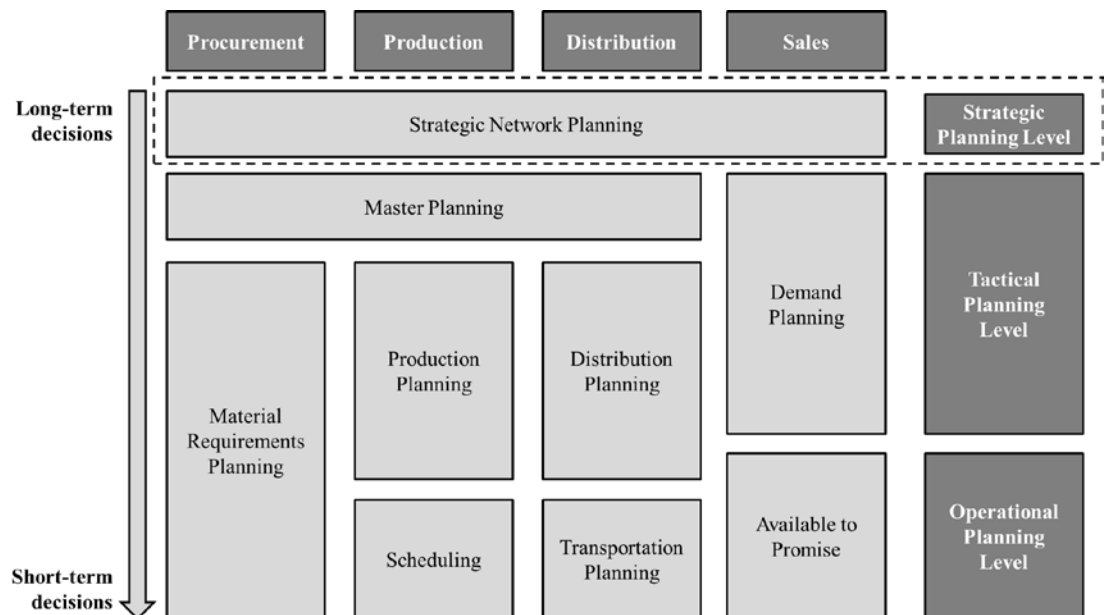 Procurement
Production
Distribution
Sales
Long-term
decisions
Strategic Network Planning
Strategic
Planning Level
Master Planning
Demand
Planning
Tactical
Planning
Level
Production
Planning
Distribution
Planning
Material
Requirements
Planning
Scheduling
Transportation
Planning
Available to
Promise
Operational
Planning
Level
Short-term
decisions